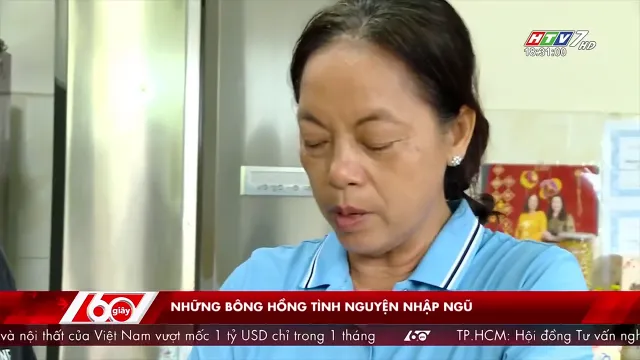 HTV7 HD
18:31:00
60 giây
NHỮNG BÔNG HỒNG TÌNH NGUYỆN NHẬP NGŨ
và nội thất của Việt Nam vượt mốc 1 tỷ USD chỉ trong 1 tháng 60 TP.HCM: Hội đồng Tư vấn ngh